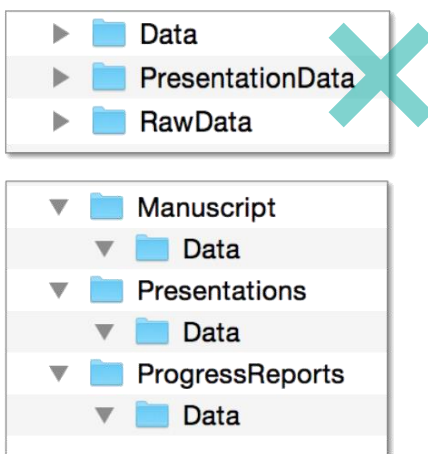 Data
PresentationData
RawData
Manuscript
Data
Presentations
Data
ProgressReports
Data